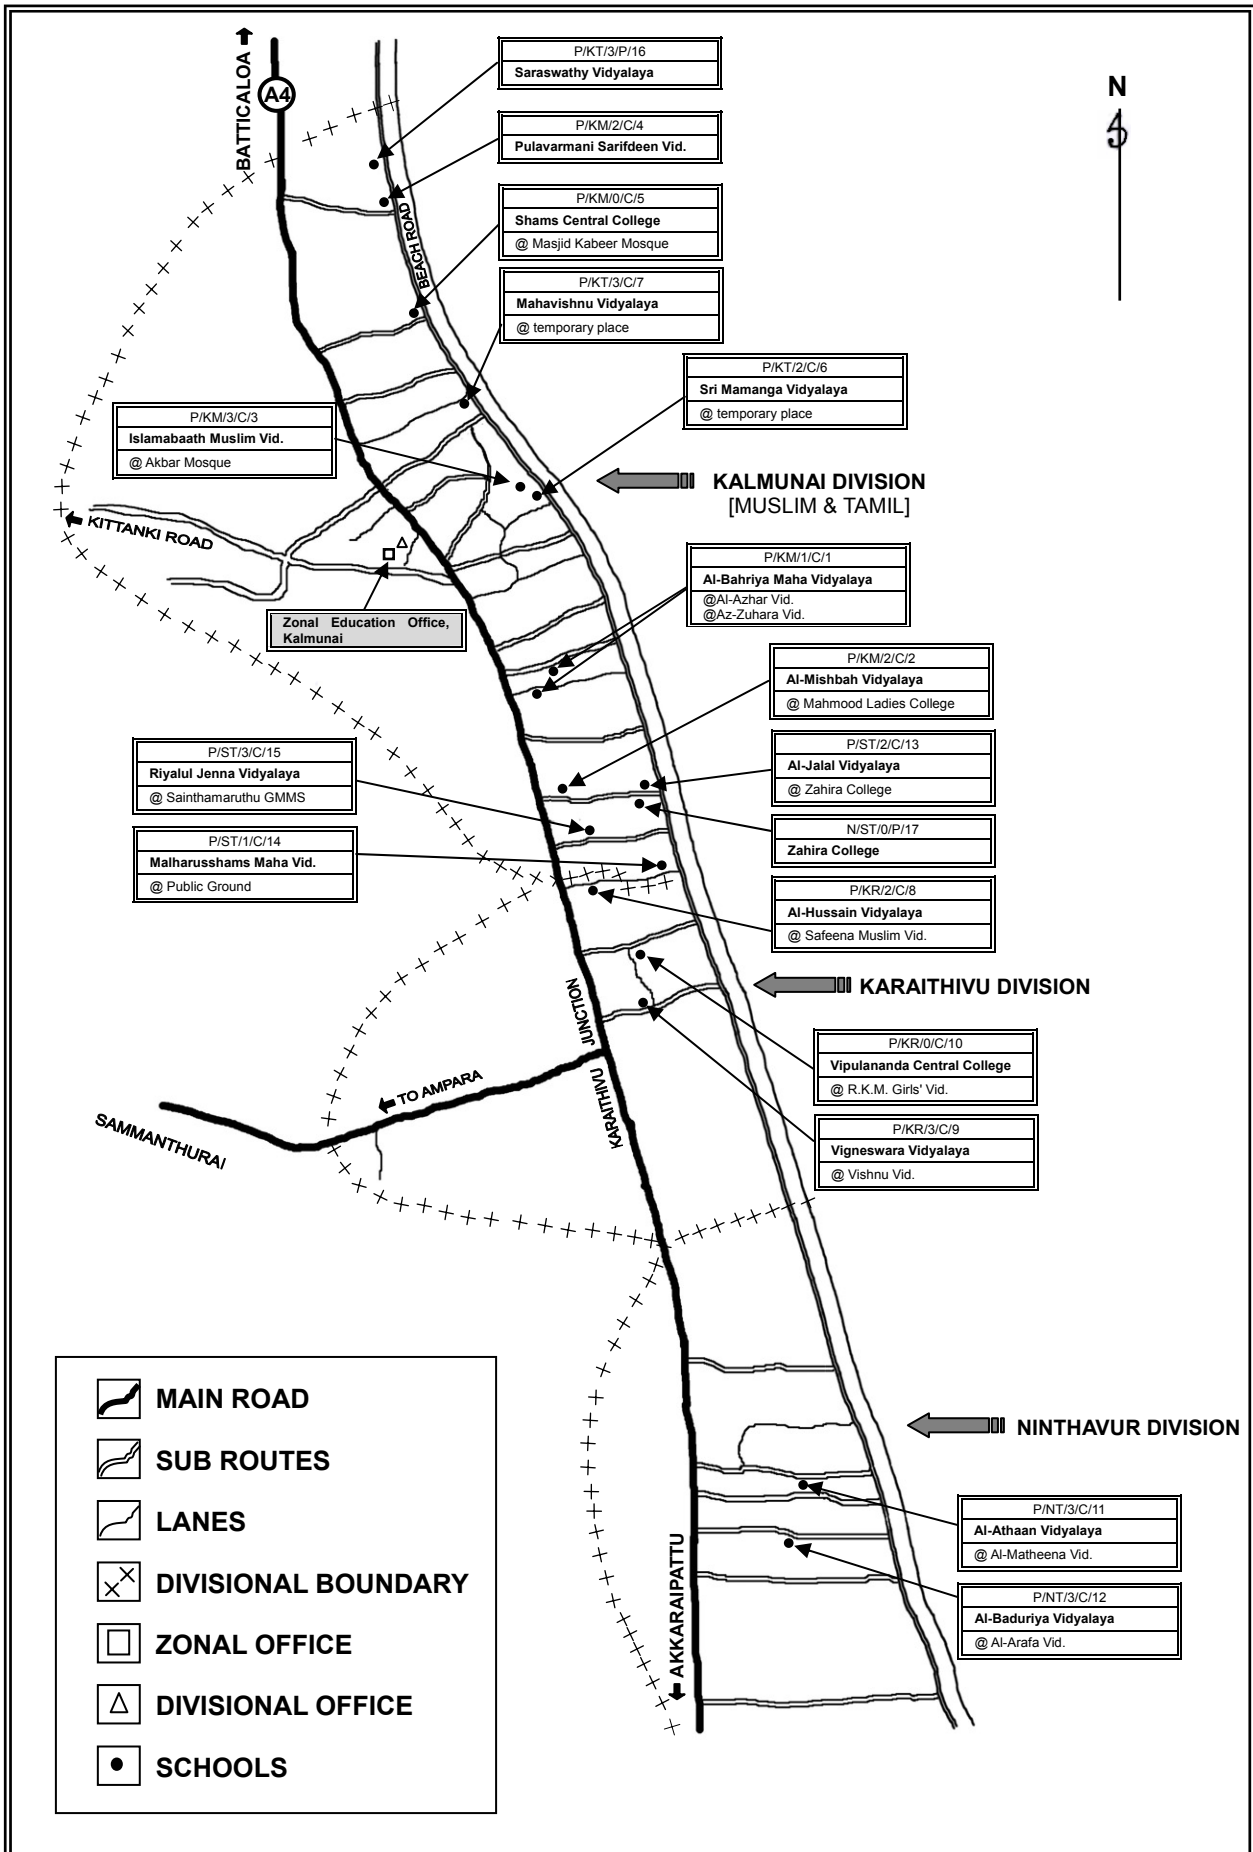 BATTICALOA
A4
P/KT/3/P/16
Saraswathy Vidyalaya
N
P/KM/2/C/4
Pulavarmani Sarifdeen Vid.
P/KM/0/C/5
Shams Central College
@ Masjid Kabeer Mosque
BEACH ROAD
P/KT/3/C/7
Mahavishnu Vidyalaya
@ temporary place
P/KT/2/C/6
Sri Mamanga Vidyalaya
@ temporary place
P/KM/3/C/3
Islamabaath Muslim Vid.
@ Akbar Mosque
KALMUNAI DIVISION
[MUSLIM & TAMIL]
KITTANKI ROAD
P/KM/1/C/1
Al-Bahriya Maha Vidyalaya
@Al-Azhar Vid.
@Az-Zuhara Vid.
Zonal Education Office,
Kalmunai
P/KM/2/C/2
Al-Mishbah Vidyalaya
@ Mahmood Ladies College
P/ST/3/C/15
Riyalul Jenna Vidyalaya
@ Sainthamaruthu GMMS
P/ST/2/C/13
Al-Jalal Vidyalaya
@ Zahira College
P/ST/1/C/14
Malharusshams Maha Vid.
@ Public Ground
N/ST/0/P/17
Zahira College
P/KR/2/C/8
Al-Hussain Vidyalaya
@ Safeena Muslim Vid.
KARAITHIVU DIVISION
KARAITHIVU JUNCTION
P/KR/0/C/10
Vipulananda Central College
@ R.K.M. Girls' Vid.
TO AMPARA
SAMMANTHURAI
P/KR/3/C/9
Vigneswara Vidyalaya
@ Vishnu Vid.
MAIN ROAD
SUB ROUTES
LANES
DIVISIONAL BOUNDARY
ZONAL OFFICE
DIVISIONAL OFFICE
SCHOOLS
NINTHAVUR DIVISION
P/NT/3/C/11
Al-Athaan Vidyalaya
@ Al-Matheena Vid.
P/NT/3/C/12
Al-Baduriya Vidyalaya
@ Al-Arafa Vid.
AKKARAIPATTU